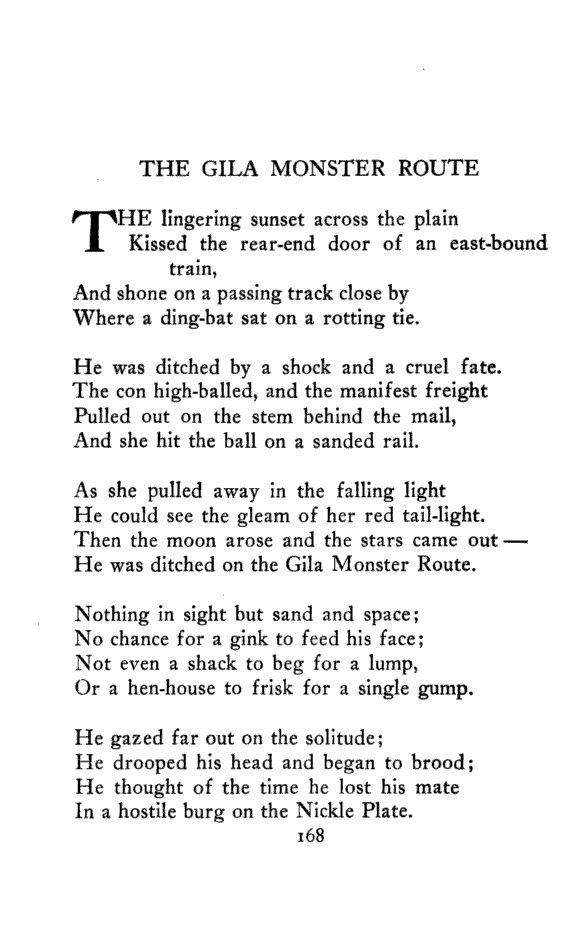 THE GILA MONSTER ROUTE
THE lingering sunset across the plain
Kissed the rear-end door of an east-bound
train,
And shone on a passing track close by
Where a ding-bat sat on a rotting tie.
He was ditched by a shock and a cruel fate.
The con high-balled, and the manifest freight
Pulled out on the stem behind the mail,
And she hit the ball on a sanded rail.
As she pulled away in the falling light
He could see the gleam of her red tail-light.
Then the moon arose and the stars came out —
He was ditched on the Gila Monster Route.
Nothing in sight but sand and space;
No chance for a gink to feed his face;
Not even a shack to beg for a lump,
Or a hen-house to frisk for a single gump.
He gazed far out on the solitude;
He drooped his head and began to brood;
He thought of the time he lost his mate
In a hostile burg on the Nickle Plate.
168